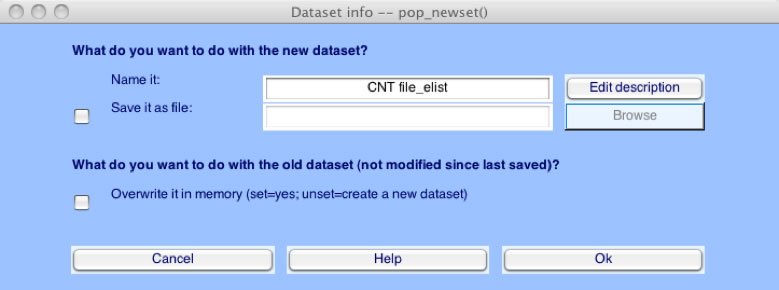 Dataset info -- pop_newset()
What do you want to do with the new dataset?
Name it: CNT file_elist Edit description
Save it as file: Browse
What do you want to do with the old dataset (not modified since last saved)?
Overwrite it in memory (set=yes; unset=create a new dataset)
Cancel Help Ok